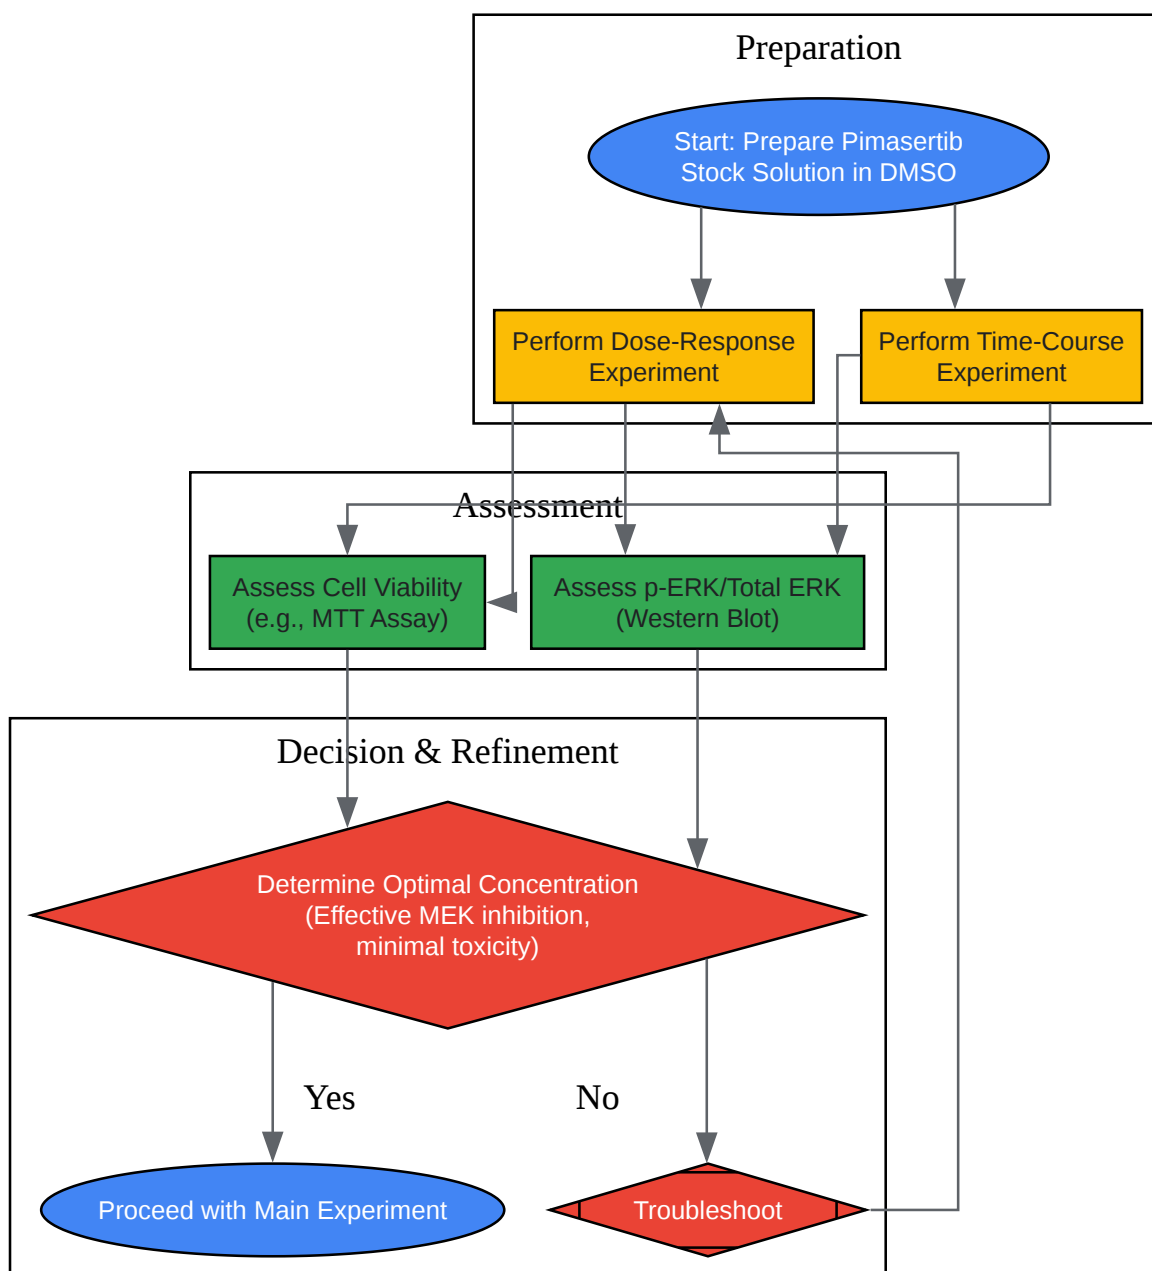 Preparation
Start: Prepare Pimasertib
Stock Solution in DMSO
Perform Dose-Response
Experiment
Perform Time-Course
Experiment
Assessment
Assess Cell Viability
(e.g., MTT Assay)
Assess p-ERK/Total ERK
(Western Blot)
Decision & Refinement
Determine Optimal Concentration
(Effective MEK inhibition,
minimal toxicity)
Yes
No
Proceed with Main Experiment
Troubleshoot